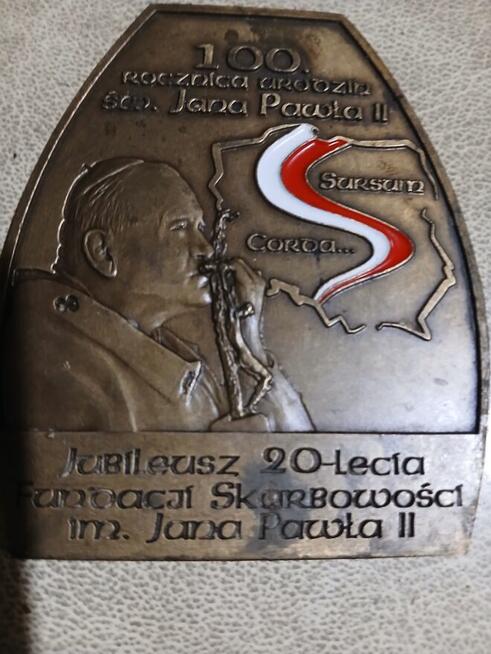 100.
rocznica urodzin
św. Jana Pawła II
Sursum
Corda...
Jubileusz 20-lecia
Fundacji Skarbowości
im. Jana Pawła II